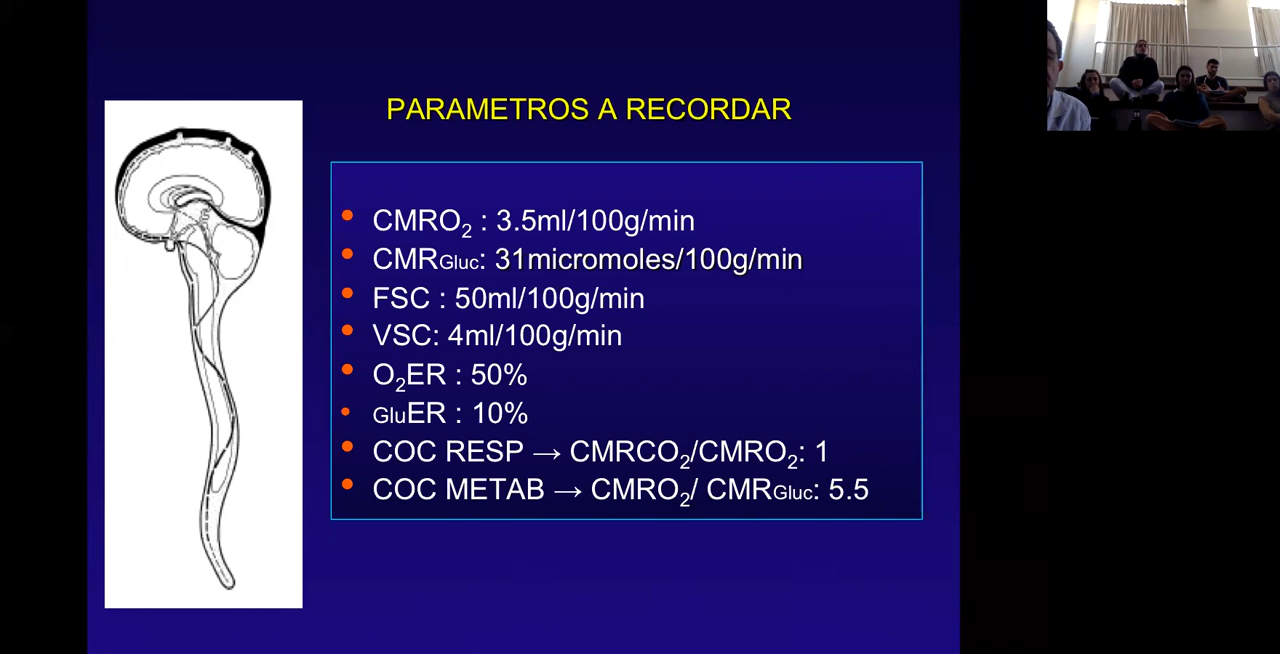 PARAMETROS A RECORDAR
CMRO₂ : 3.5ml/100g/min
CMRGluc: 31micromoles/100g/min
FSC : 50ml/100g/min
VSC: 4ml/100g/min
O₂ER : 50%
GluER : 10%
COC RESP → CMRCO₂/CMRO₂: 1
COC METAB → CMRO₂/ CMRGluc: 5.5